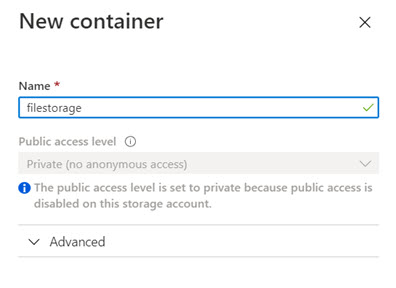 New container
Name *
filestorage
Public access level
Private (no anonymous access)
The public access level is set to private because public access is
disabled on this storage account.
Advanced